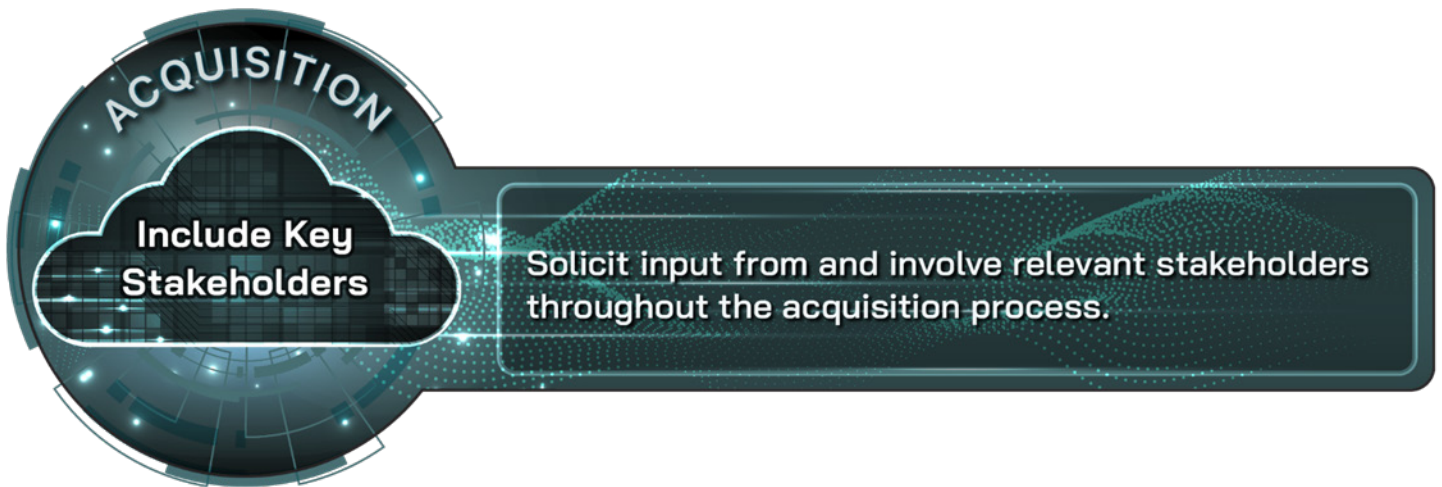 ACQUISITION
Include Key
Stakeholders
Solicit input from and involve relevant stakeholders
throughout the acquisition process.